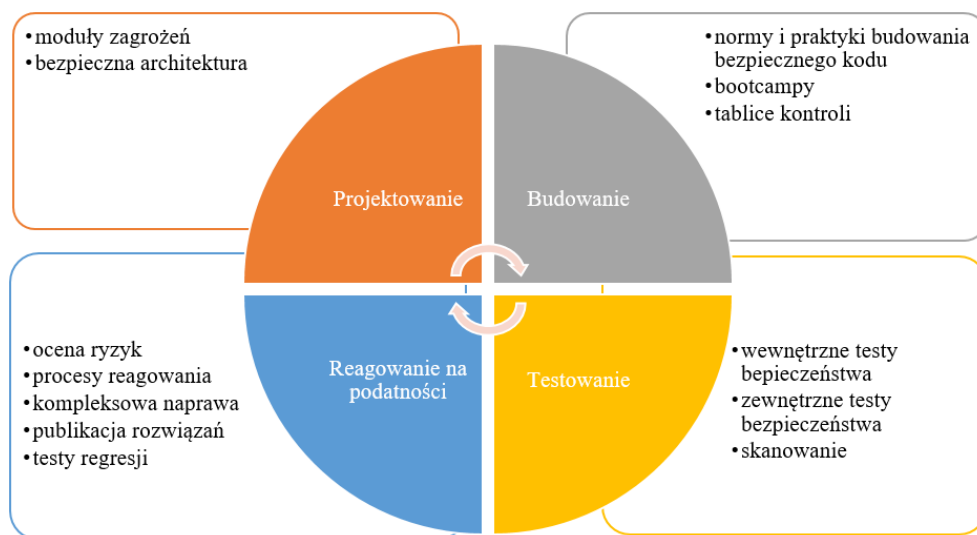 •moduły zagrożeń
•bezpieczna architektura
•normy i praktyki budowania
bezpiecznego kodu
•bootcampy
•tablice kontroli
Projektowanie
Budowanie
•ocena ryzyk
•procesy reagowania
•kompleksowa naprawa
•publikacja rozwiązań
•testy regresji
Reagowanie na
podatności
Testowanie
•wewnętrzne testy
bepieczeństwa
•zewnętrzne testy
bezpieczeństwa
•skanowanie